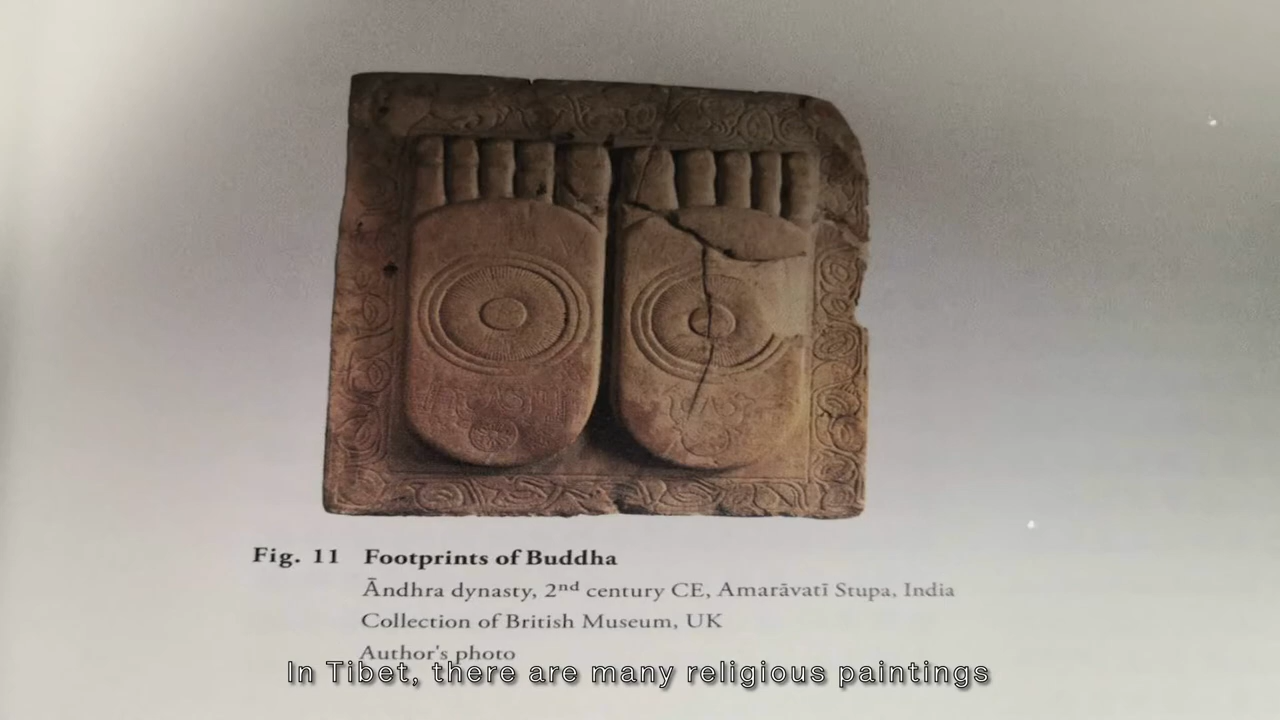 Fig. 11 Footprints of Buddha
Āndhra dynasty, 2nd century CE, Amarāvatī Stupa, India
Collection of British Museum, UK
Author's photo
In Tibet, there are many religious paintings